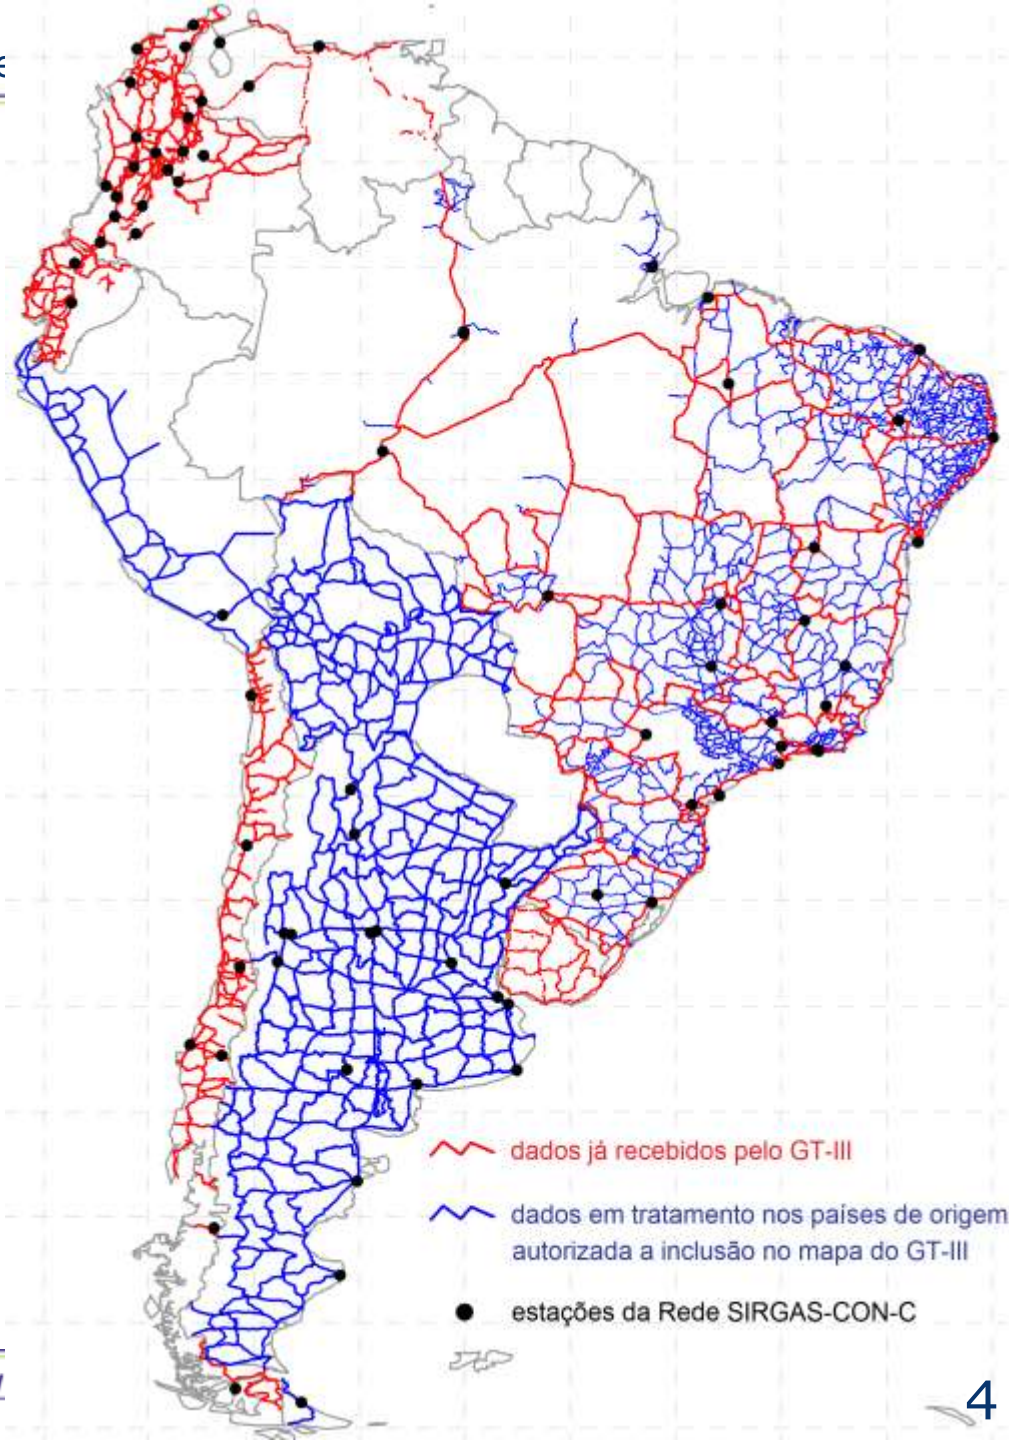 dados já recebidos pelo GT-III
dados em tratamento nos países de origem
autorizada a inclusão no mapa do GT-III
estações da Rede SIRGAS-CON-C
4